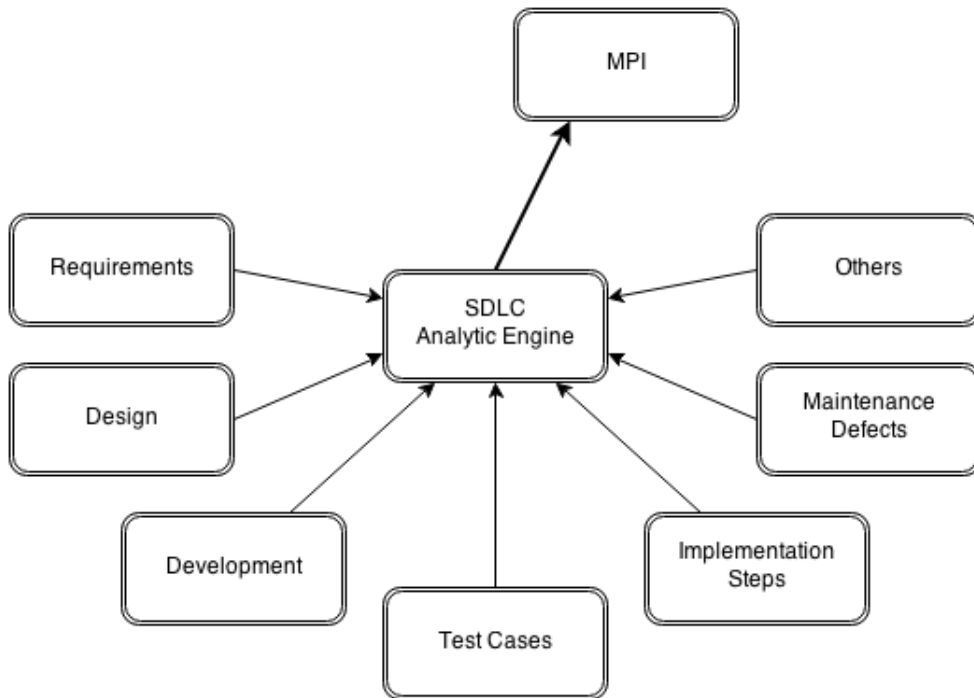 MPI
Requirements
Others
SDLC
Analytic Engine
Design
Maintenance
Defects
Development
Implementation
Steps
Test Cases